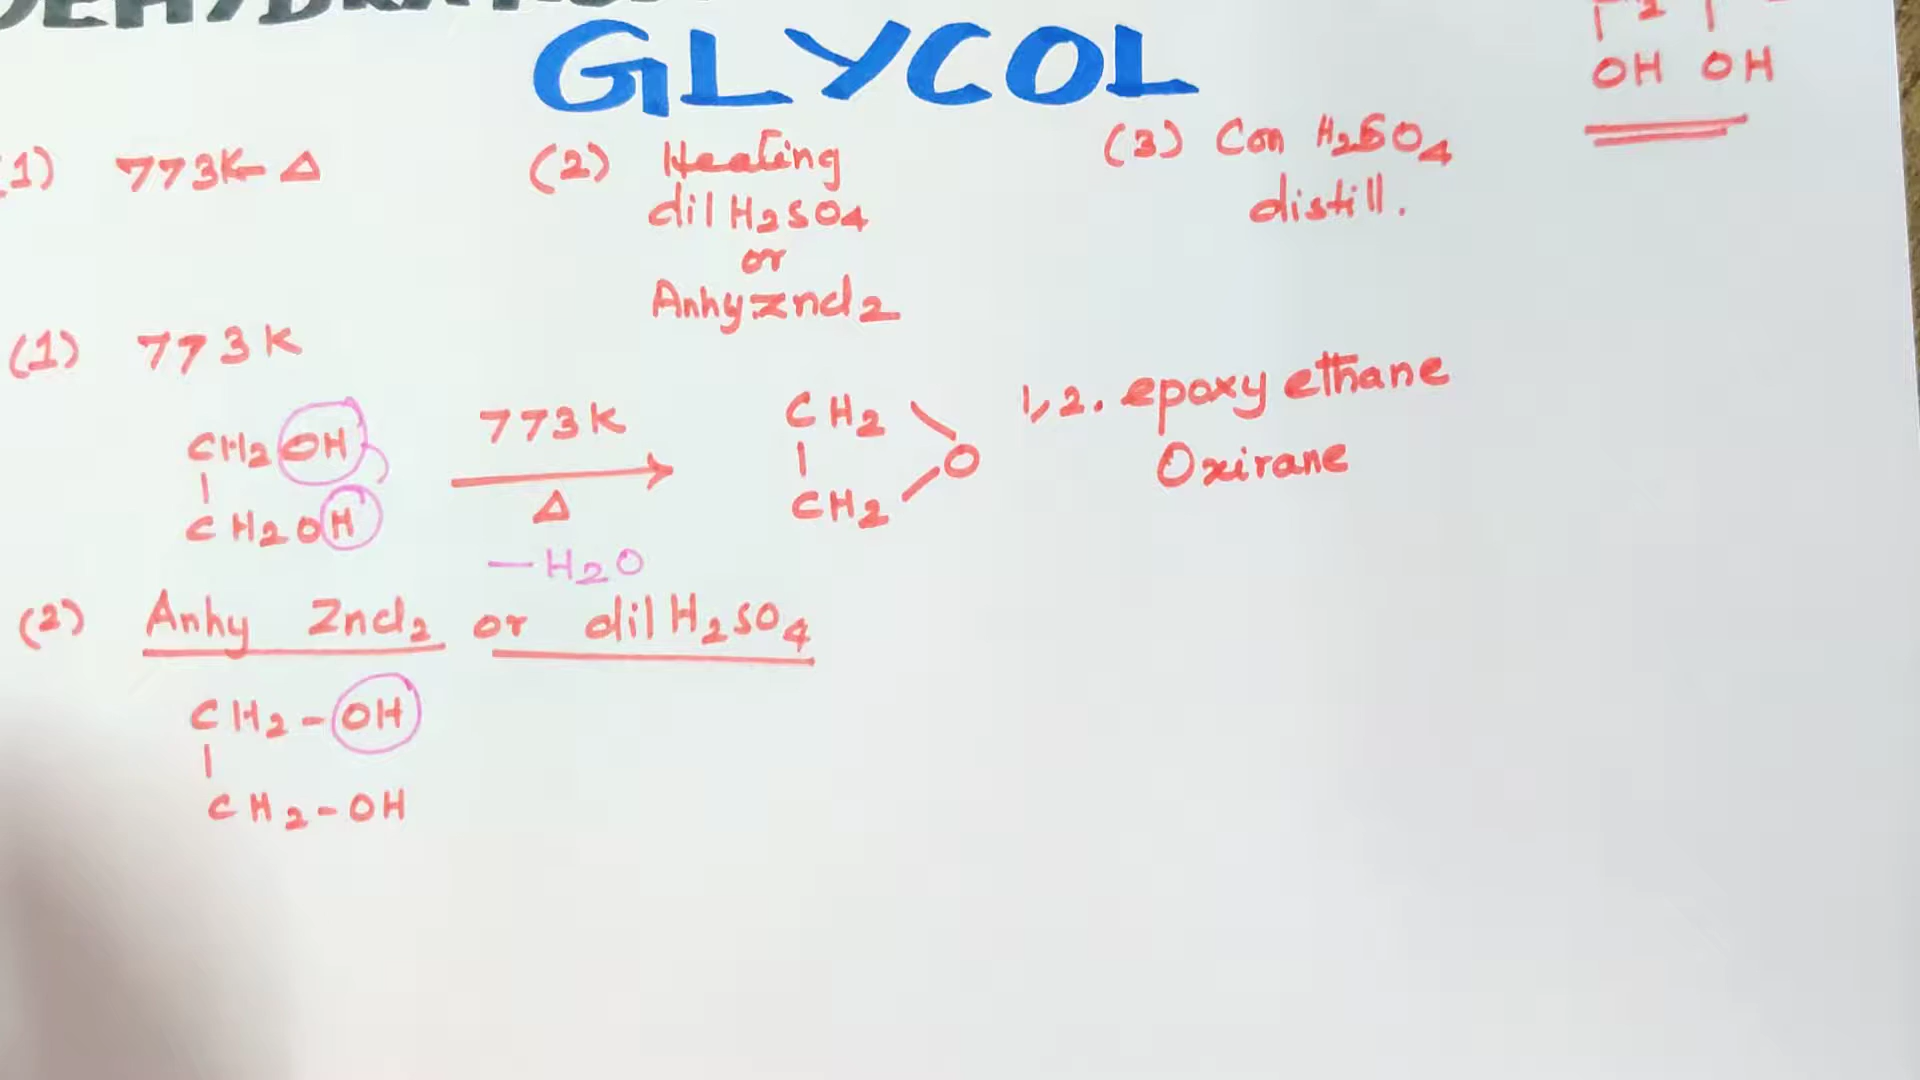 GLYCOL
OH OH
(1) 773K Δ
(2) Heating
dil H2SO4
or
Anhy ZnCl2
(3) Con H2SO4
distill.
(1) 773K
CH2OH
|
CH2OH
773K
Δ
— H2O
CH2
|
CH2
O
1,2. epoxy ethane
Oxirane
(2) Anhy ZnCl2 or dil H2SO4
CH2-OH
|
CH2-OH